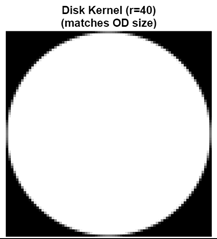 Disk Kernel (r=40)
(matches OD size)